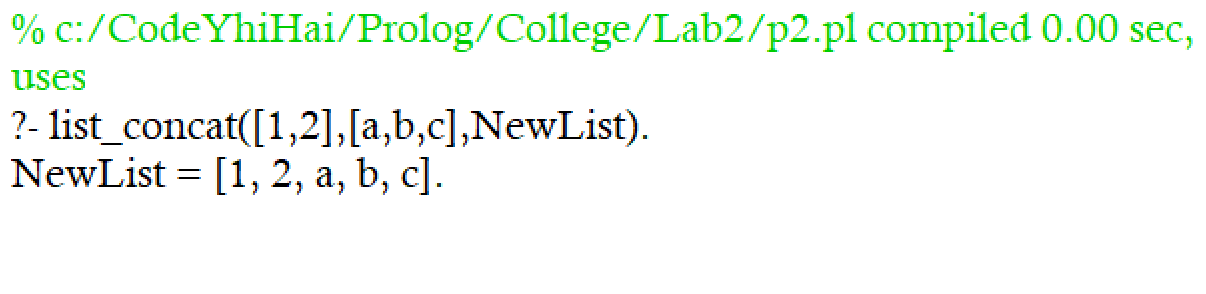 % c:/CodeYhiHai/Prolog/College/Lab2/p2.pl compiled 0.00 sec,
uses
?- list_concat([1,2],[a,b,c],NewList).
NewList = [1, 2, a, b, c].